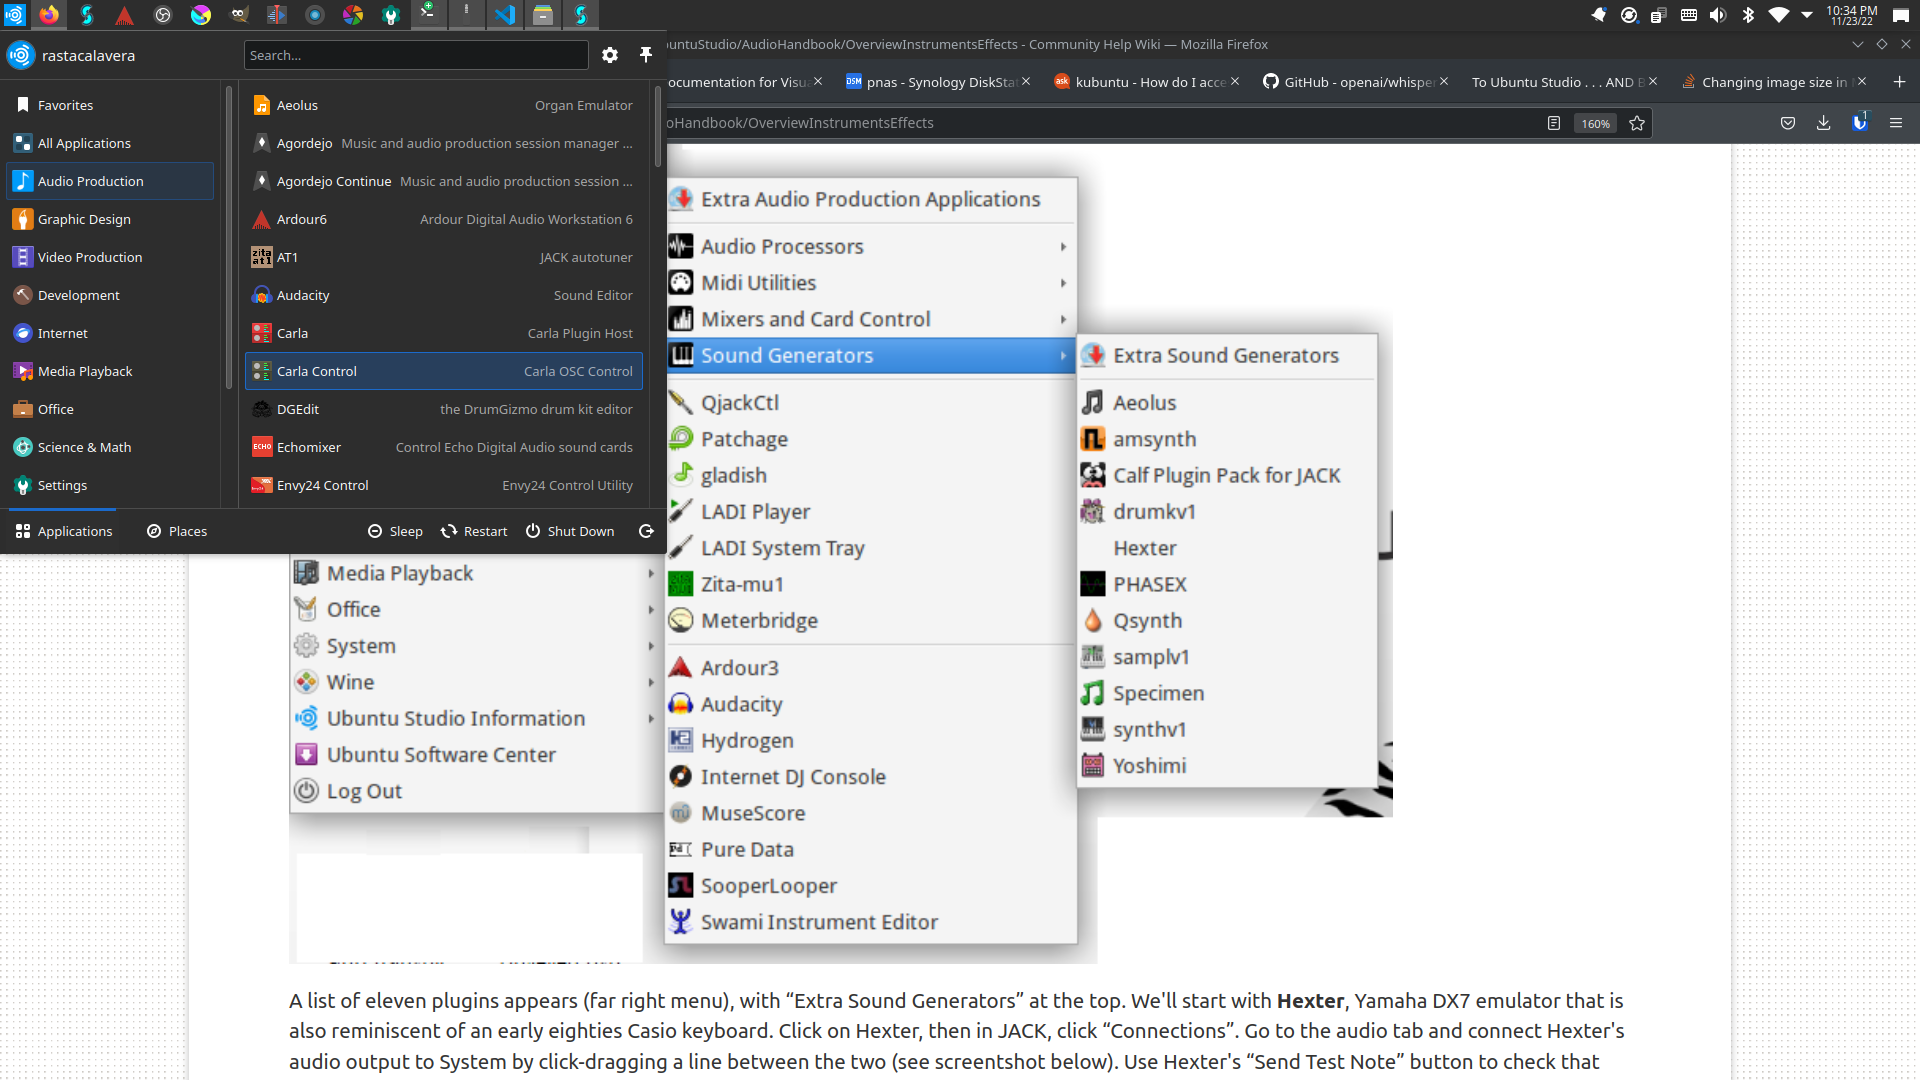 10:34 PM
11/23/22
rastacalavera
Search...
buntuStudio/AudioHandbook/OverviewInstrumentsEffects - Community Help Wiki — Mozilla Firefox
ocumentation for Visua
pnas - Synology DiskStat
kubuntu - How do I acce
GitHub - openai/whisper
To Ubuntu Studio . . . AND B
Changing image size in
oHandbook/OverviewInstrumentsEffects
160%
1
Favorites
All Applications
Audio Production
Graphic Design
Video Production
Development
Internet
Media Playback
Office
Science & Math
Settings
Aeolus Organ Emulator
Agordejo Music and audio production session manager ...
Agordejo Continue Music and audio production session ...
Ardour6 Ardour Digital Audio Workstation 6
AT1 JACK autotuner
Audacity Sound Editor
Carla Carla Plugin Host
Carla Control Carla OSC Control
DGEdit the DrumGizmo drum kit editor
Echomixer Control Echo Digital Audio sound cards
Envy24 Control Envy24 Control Utility
Applications
Places
Sleep
Restart
Shut Down
Media Playback
Office
System
Wine
Ubuntu Studio Information
Ubuntu Software Center
Log Out
Extra Audio Production Applications
Audio Processors
Midi Utilities
Mixers and Card Control
Sound Generators
QjackCtl
Patchage
gladish
LADI Player
LADI System Tray
Zita-mu1
Meterbridge
Ardour3
Audacity
Hydrogen
Internet DJ Console
MuseScore
Pure Data
SooperLooper
Swami Instrument Editor
Extra Sound Generators
Aeolus
amsynth
Calf Plugin Pack for JACK
drumkv1
Hexter
PHASEX
Qsynth
samplv1
Specimen
synthv1
Yoshimi
A list of eleven plugins appears (far right menu), with “Extra Sound Generators” at the top. We'll start with Hexter, Yamaha DX7 emulator that is
also reminiscent of an early eighties Casio keyboard. Click on Hexter, then in JACK, click “Connections”. Go to the audio tab and connect Hexter's
audio output to System by click-dragging a line between the two (see screentshot below). Use Hexter's “Send Test Note” button to check that